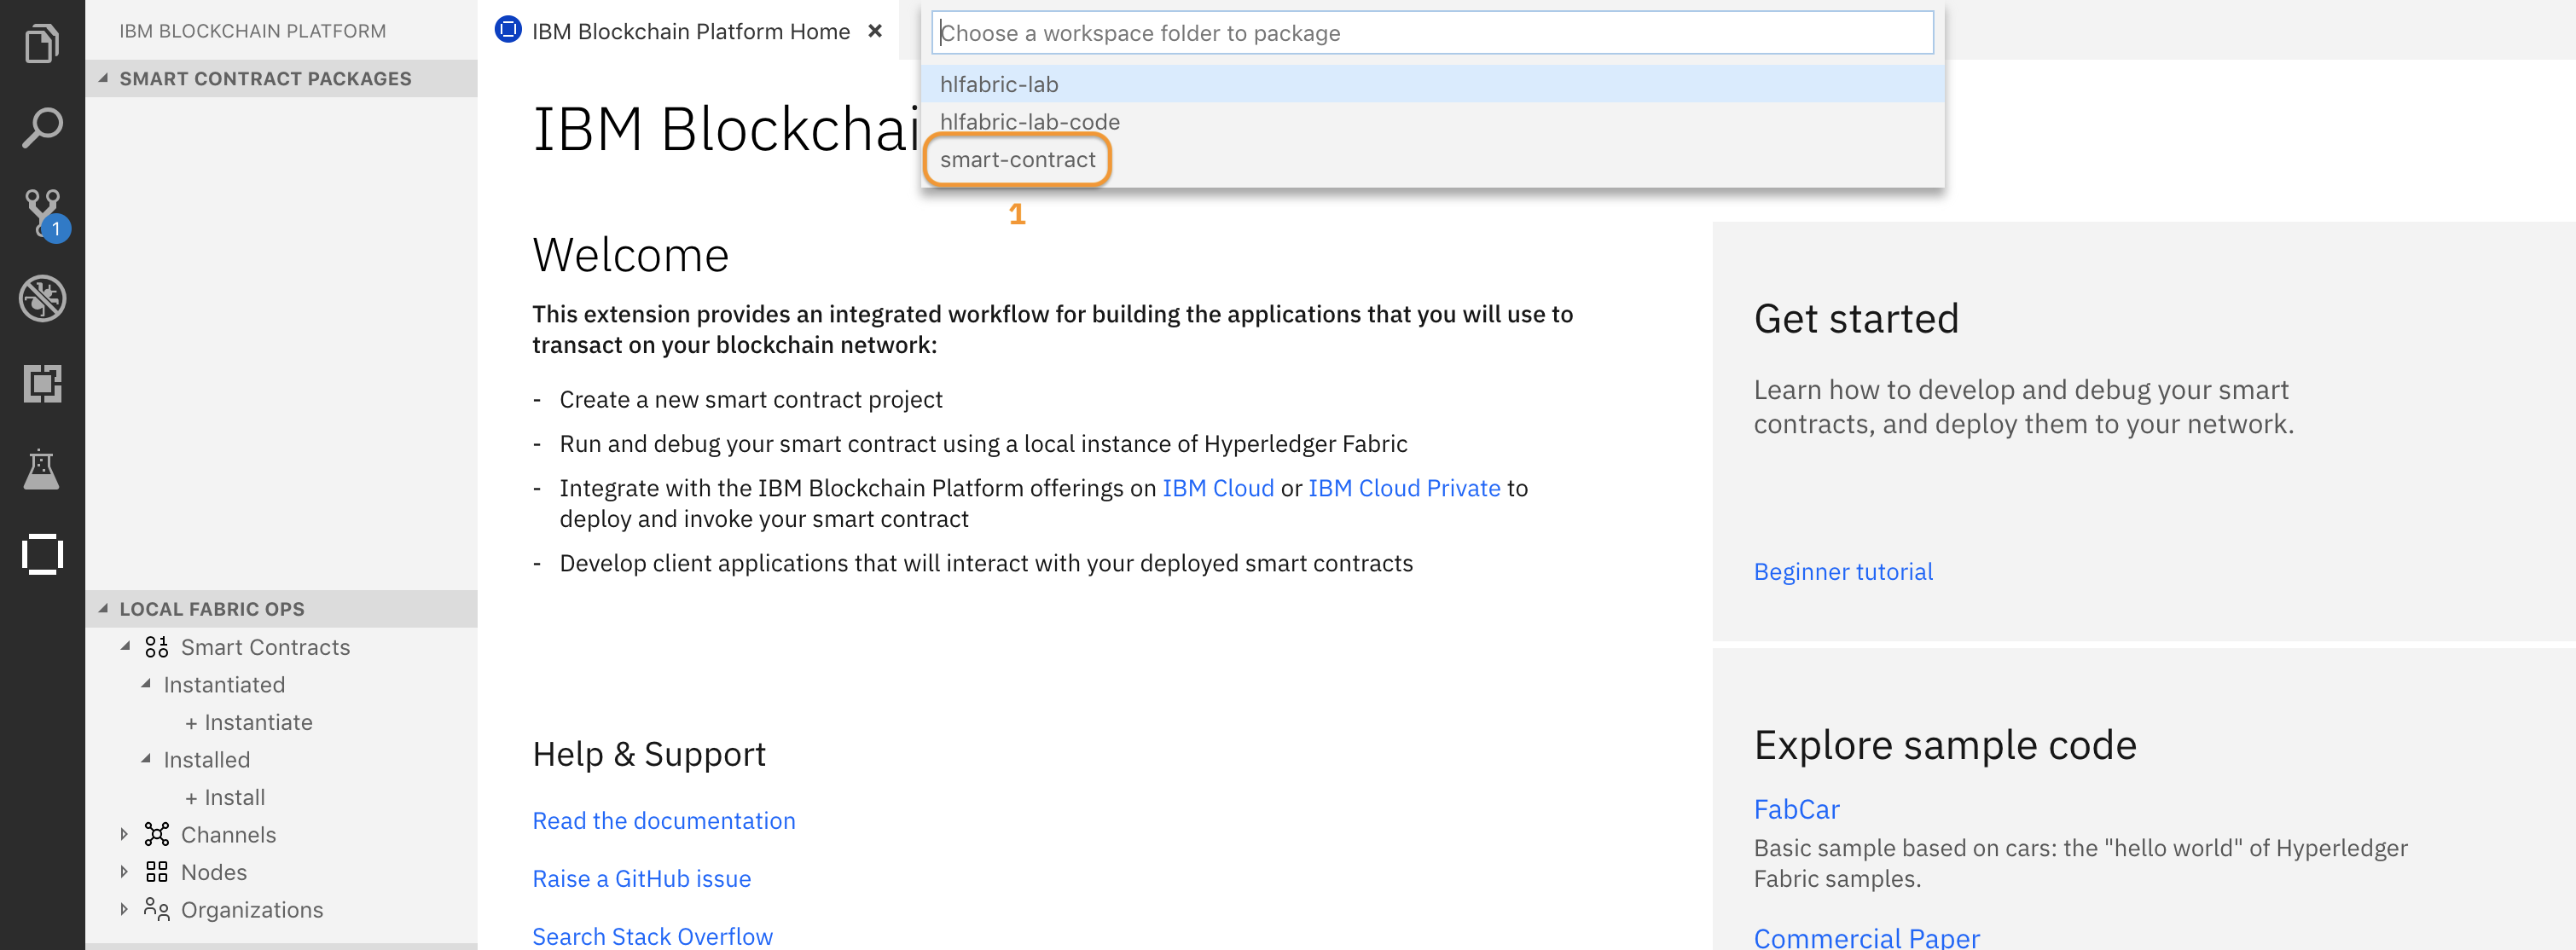 IBM BLOCKCHAIN PLATFORM
SMART CONTRACT PACKAGES
1
LOCAL FABRIC OPS
Smart Contracts
Instantiated
+ Instantiate
Installed
+ Install
Channels
Nodes
Organizations
IBM Blockchain Platform Home
Choose a workspace folder to package
hlfabric-lab
hlfabric-lab-code
smart-contract
1
IBM Blockchai
Welcome
This extension provides an integrated workflow for building the applications that you will use to
transact on your blockchain network:
- Create a new smart contract project
- Run and debug your smart contract using a local instance of Hyperledger Fabric
- Integrate with the IBM Blockchain Platform offerings on IBM Cloud or IBM Cloud Private to
deploy and invoke your smart contract
- Develop client applications that will interact with your deployed smart contracts
Help & Support
Read the documentation
Raise a GitHub issue
Search Stack Overflow
Get started
Learn how to develop and debug your smart
contracts, and deploy them to your network.
Beginner tutorial
Explore sample code
FabCar
Basic sample based on cars: the "hello world" of Hyperledger
Fabric samples.
Commercial Paper